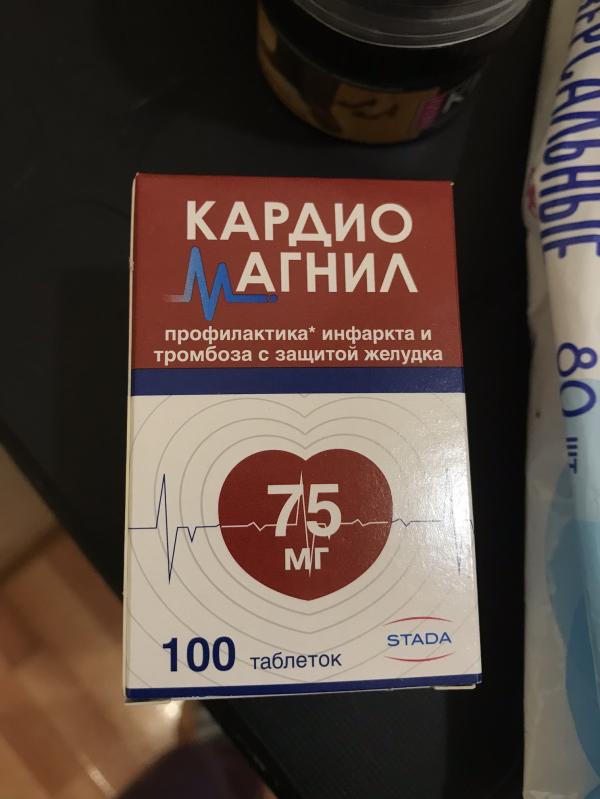 КАРДИО
МАГНИЛ
профилактика* инфаркта и
тромбоза с защитой желудка
75
мг
100 таблеток
STADA
80 шт